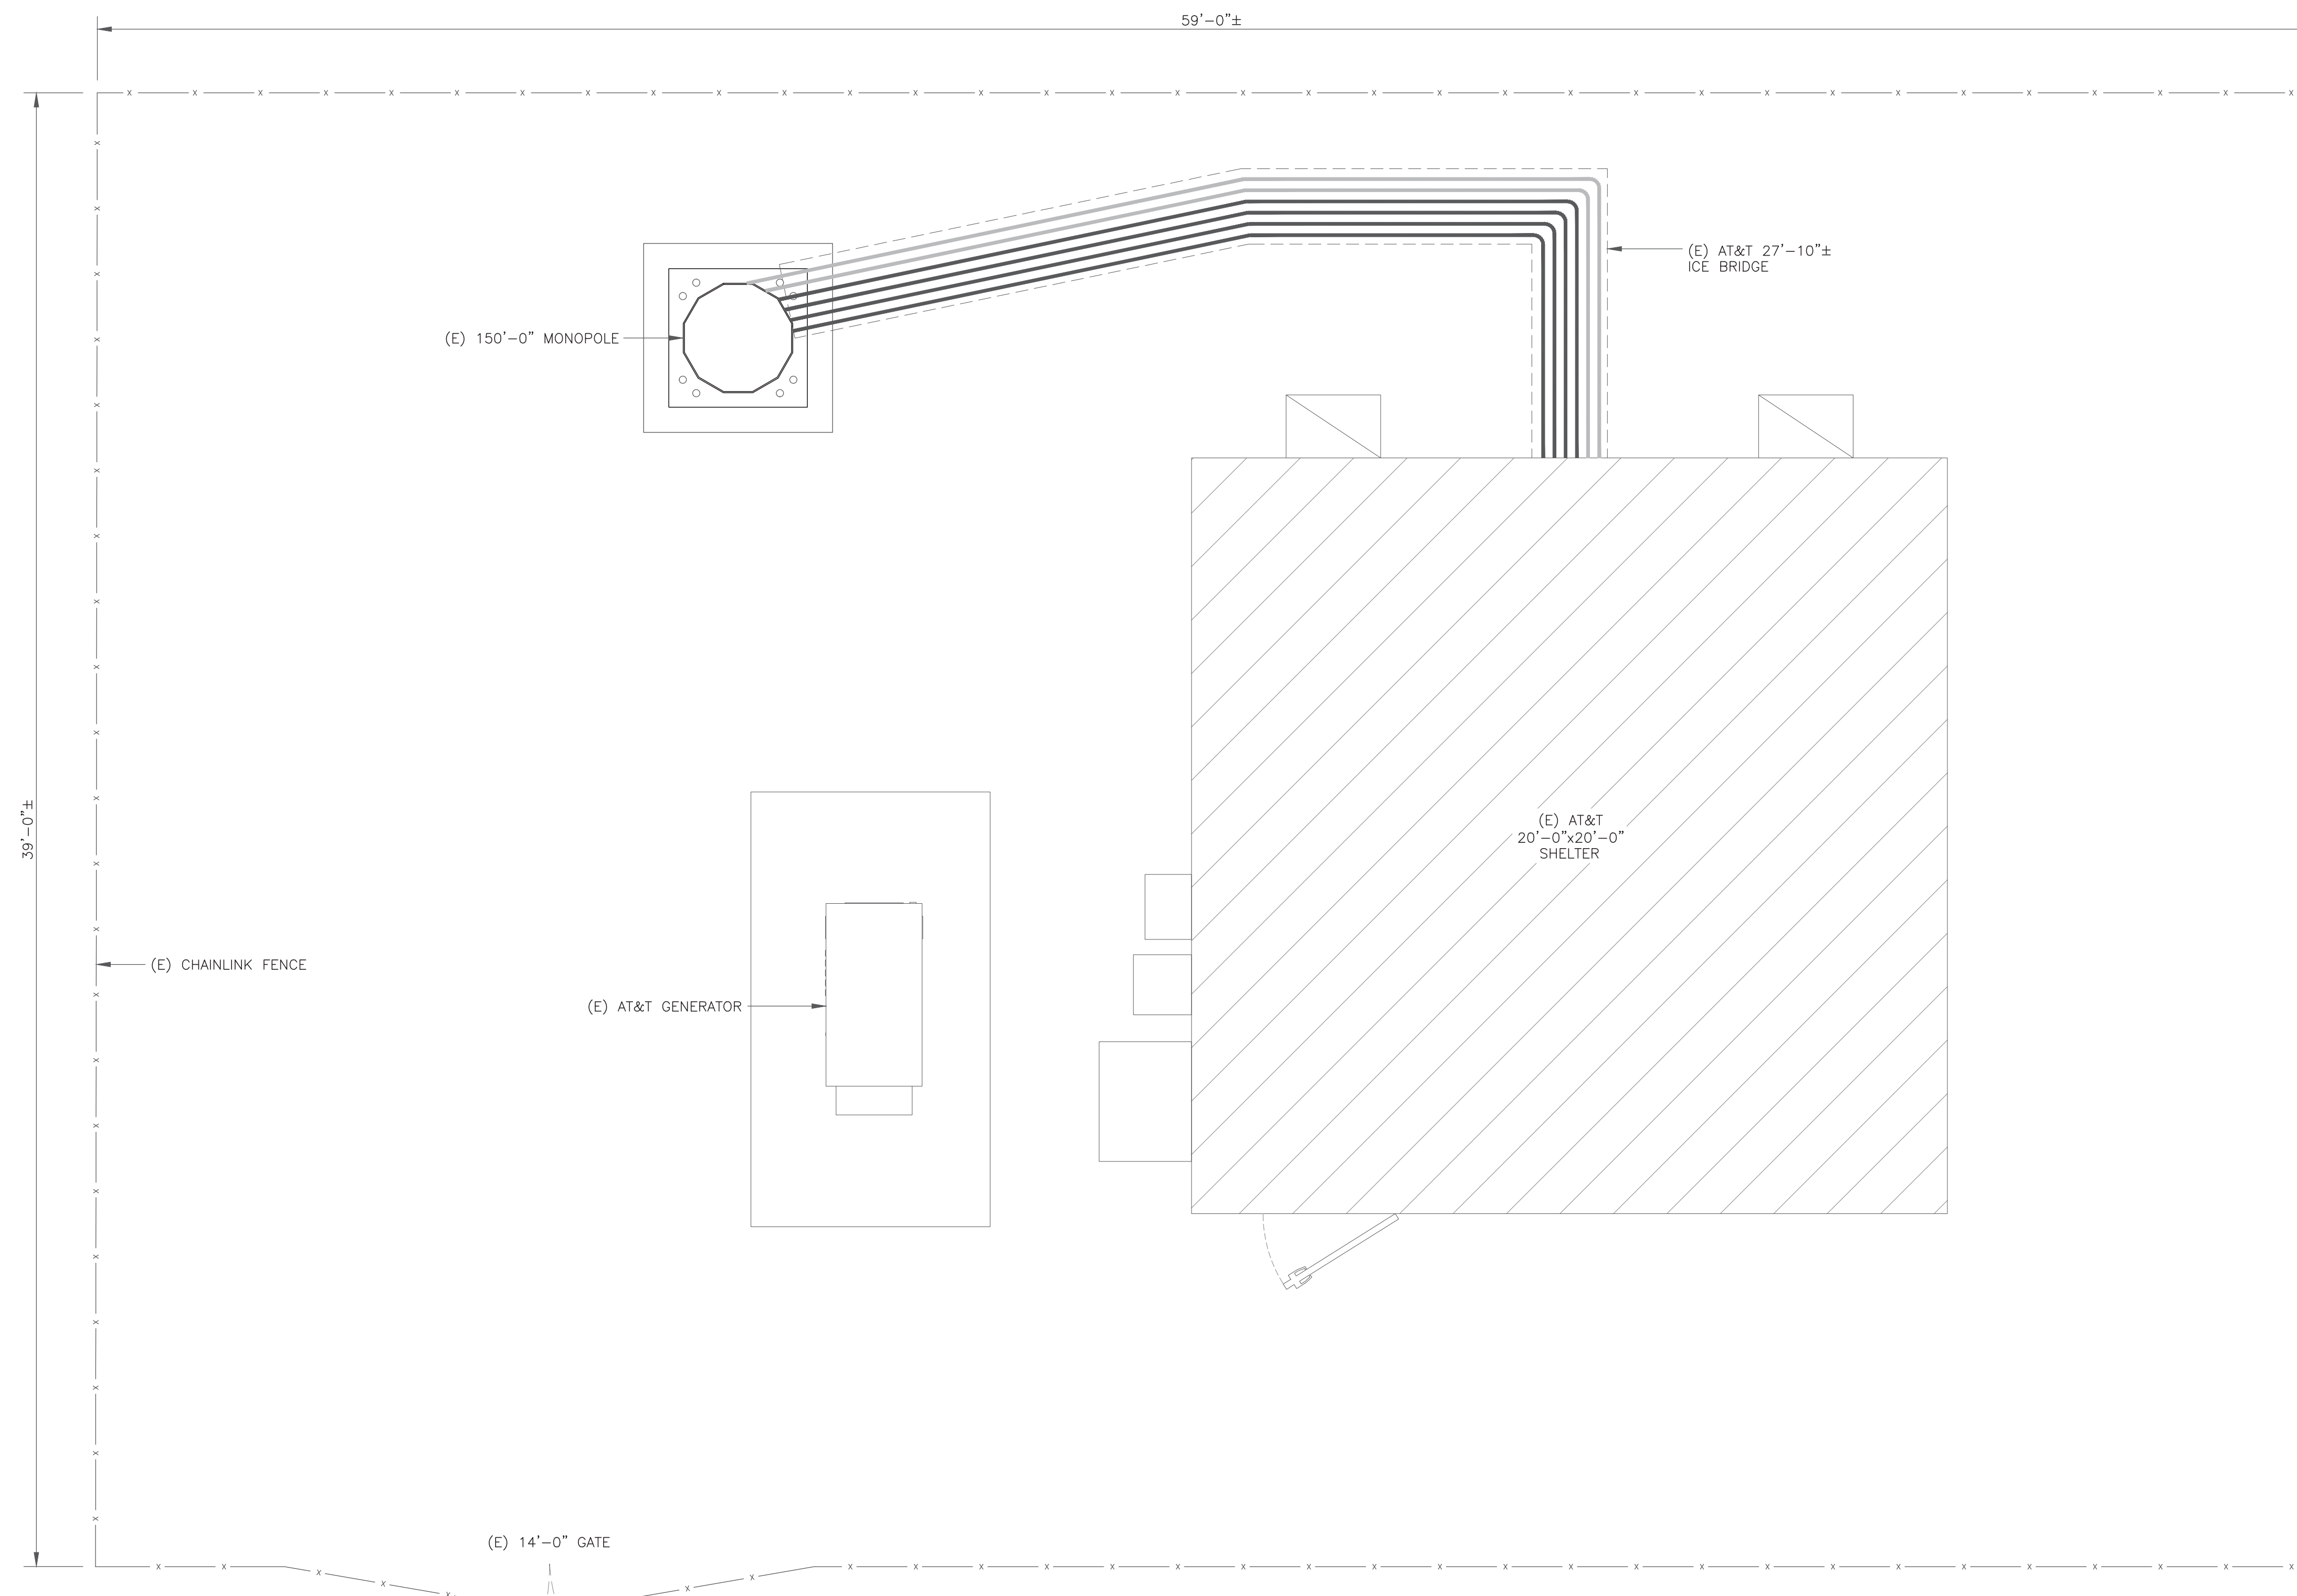 59'-0"±
(E) AT&T 27'-10"±
ICE BRIDGE
(E) 150'-0" MONOPOLE
39'-0"±
(E) AT&T
20'-0"x20'-0"
SHELTER
(E) CHAINLINK FENCE
(E) AT&T GENERATOR
(E) 14'-0" GATE